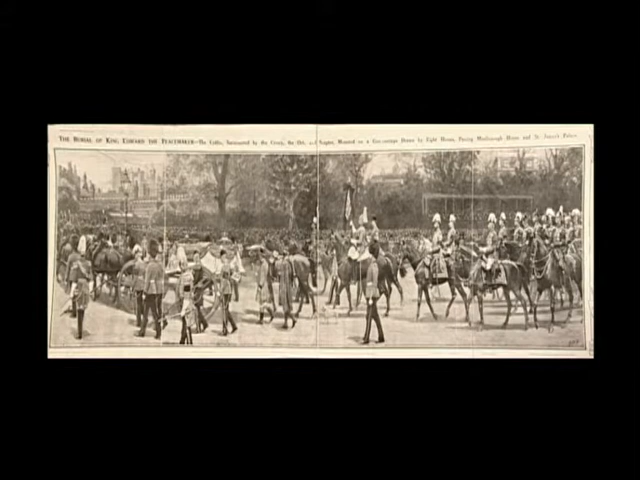 THE BURIAL OF KING EDWARD THE PEACEMAKER—The Coffin, Surmounted by the Crown, the Orb, and Sceptre, Mounted on a Gun-carriage Drawn by Eight Horses, Passing Marlborough House and St. James's Palace.